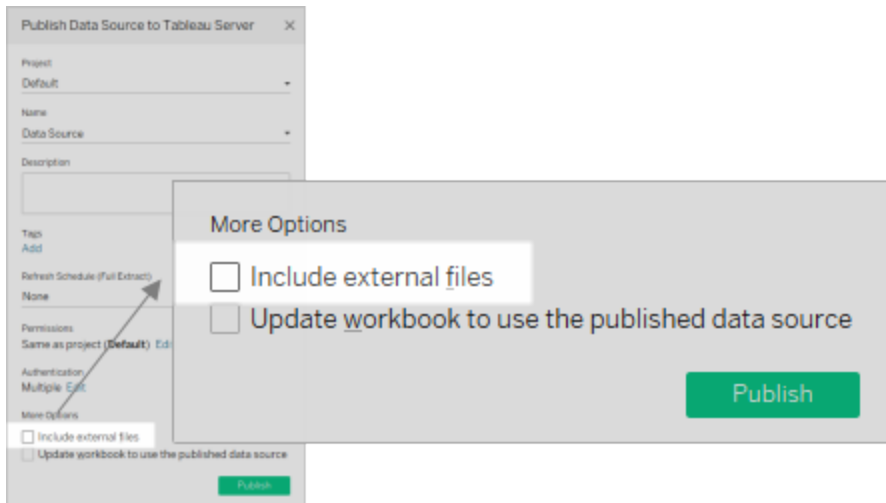 Publish Data Source to Tableau Server
Project
Default
Name
Data Source
Description
Tags
Add
Refresh Schedule (Full Extract)
None
Permissions
Same as project (Default) Edi
Authentication
Multiple Edit
More Options
Include external files
Update workbook to use the published data source
Publish
More Options
Include external files
Update workbook to use the published data source
Publish